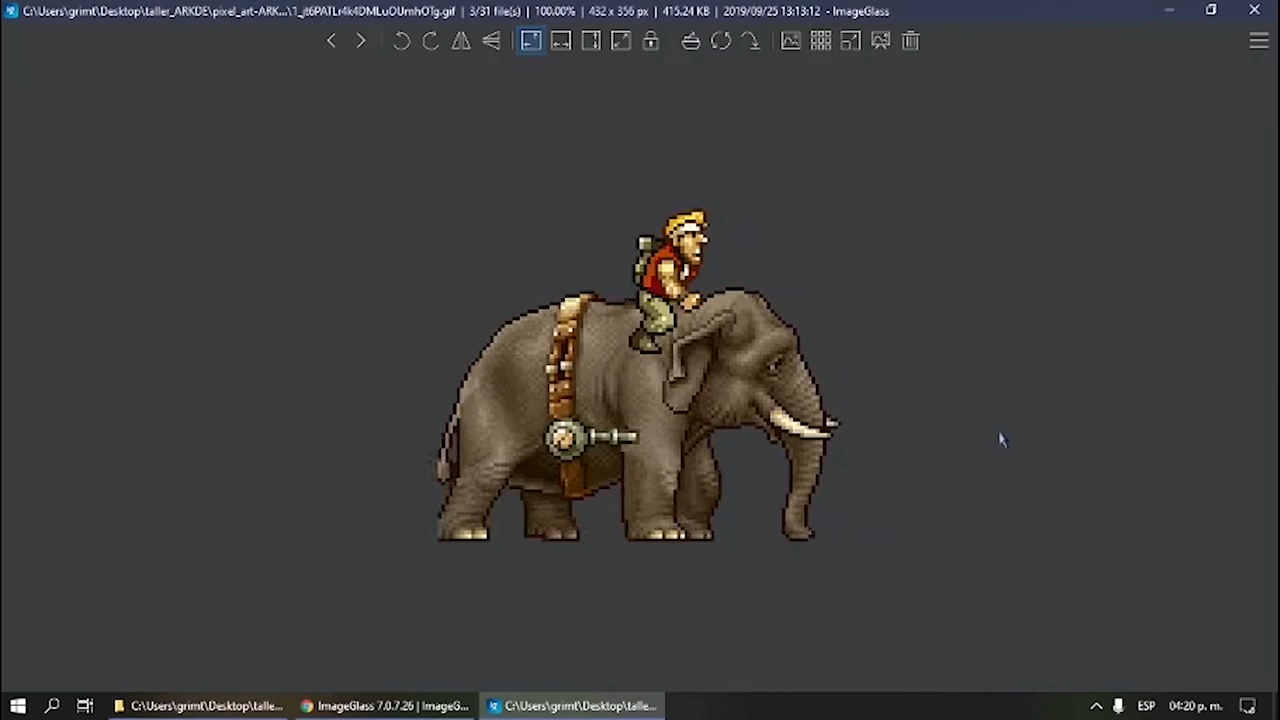 C:\Users\grimt\Desktop\taller_ARKDE\pixel_art-ARK...\1_jt6PATLr4k4DMLuOUmhOTg.gif | 3/31 file(s) | 100.00% | 432 x 356 px | 415.24 KB | 2019/09/25 13:13:12 - ImageGlass
C:\Users\grimt\Desktop\talle... ImageGlass 7.0.7.26 | ImageG... C:\Users\grimt\Desktop\talle... ESP 04:20 p. m.